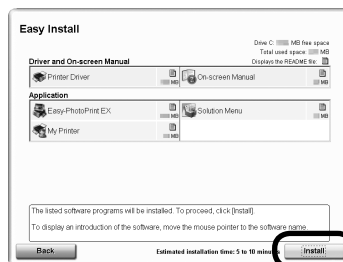 Easy Install
Drive C: MB free space
Total used space MB
Driver and On-screen Manual
Displays the README file:
Printer Driver
MB
On-screen Manual
MB
Application
Easy-PhotoPrint EX
MB
Solution Menu
MB
My Printer
MB
The listed software programs will be installed. To proceed, click [Install].
To display an introduction of the software, move the mouse pointer to the software name.
Back
Estimated installation time: 5 to 10 minutes
Install